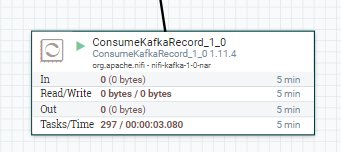 ConsumeKafkaRecord_1_0
ConsumeKafkaRecord_1_0 1.11.4
org.apache.nifi - nifi-kafka-1-0-nar
In 0 (0 bytes) 5 min
Read/Write 0 bytes / 0 bytes 5 min
Out 0 (0 bytes) 5 min
Tasks/Time 297 / 00:00:03.080 5 min